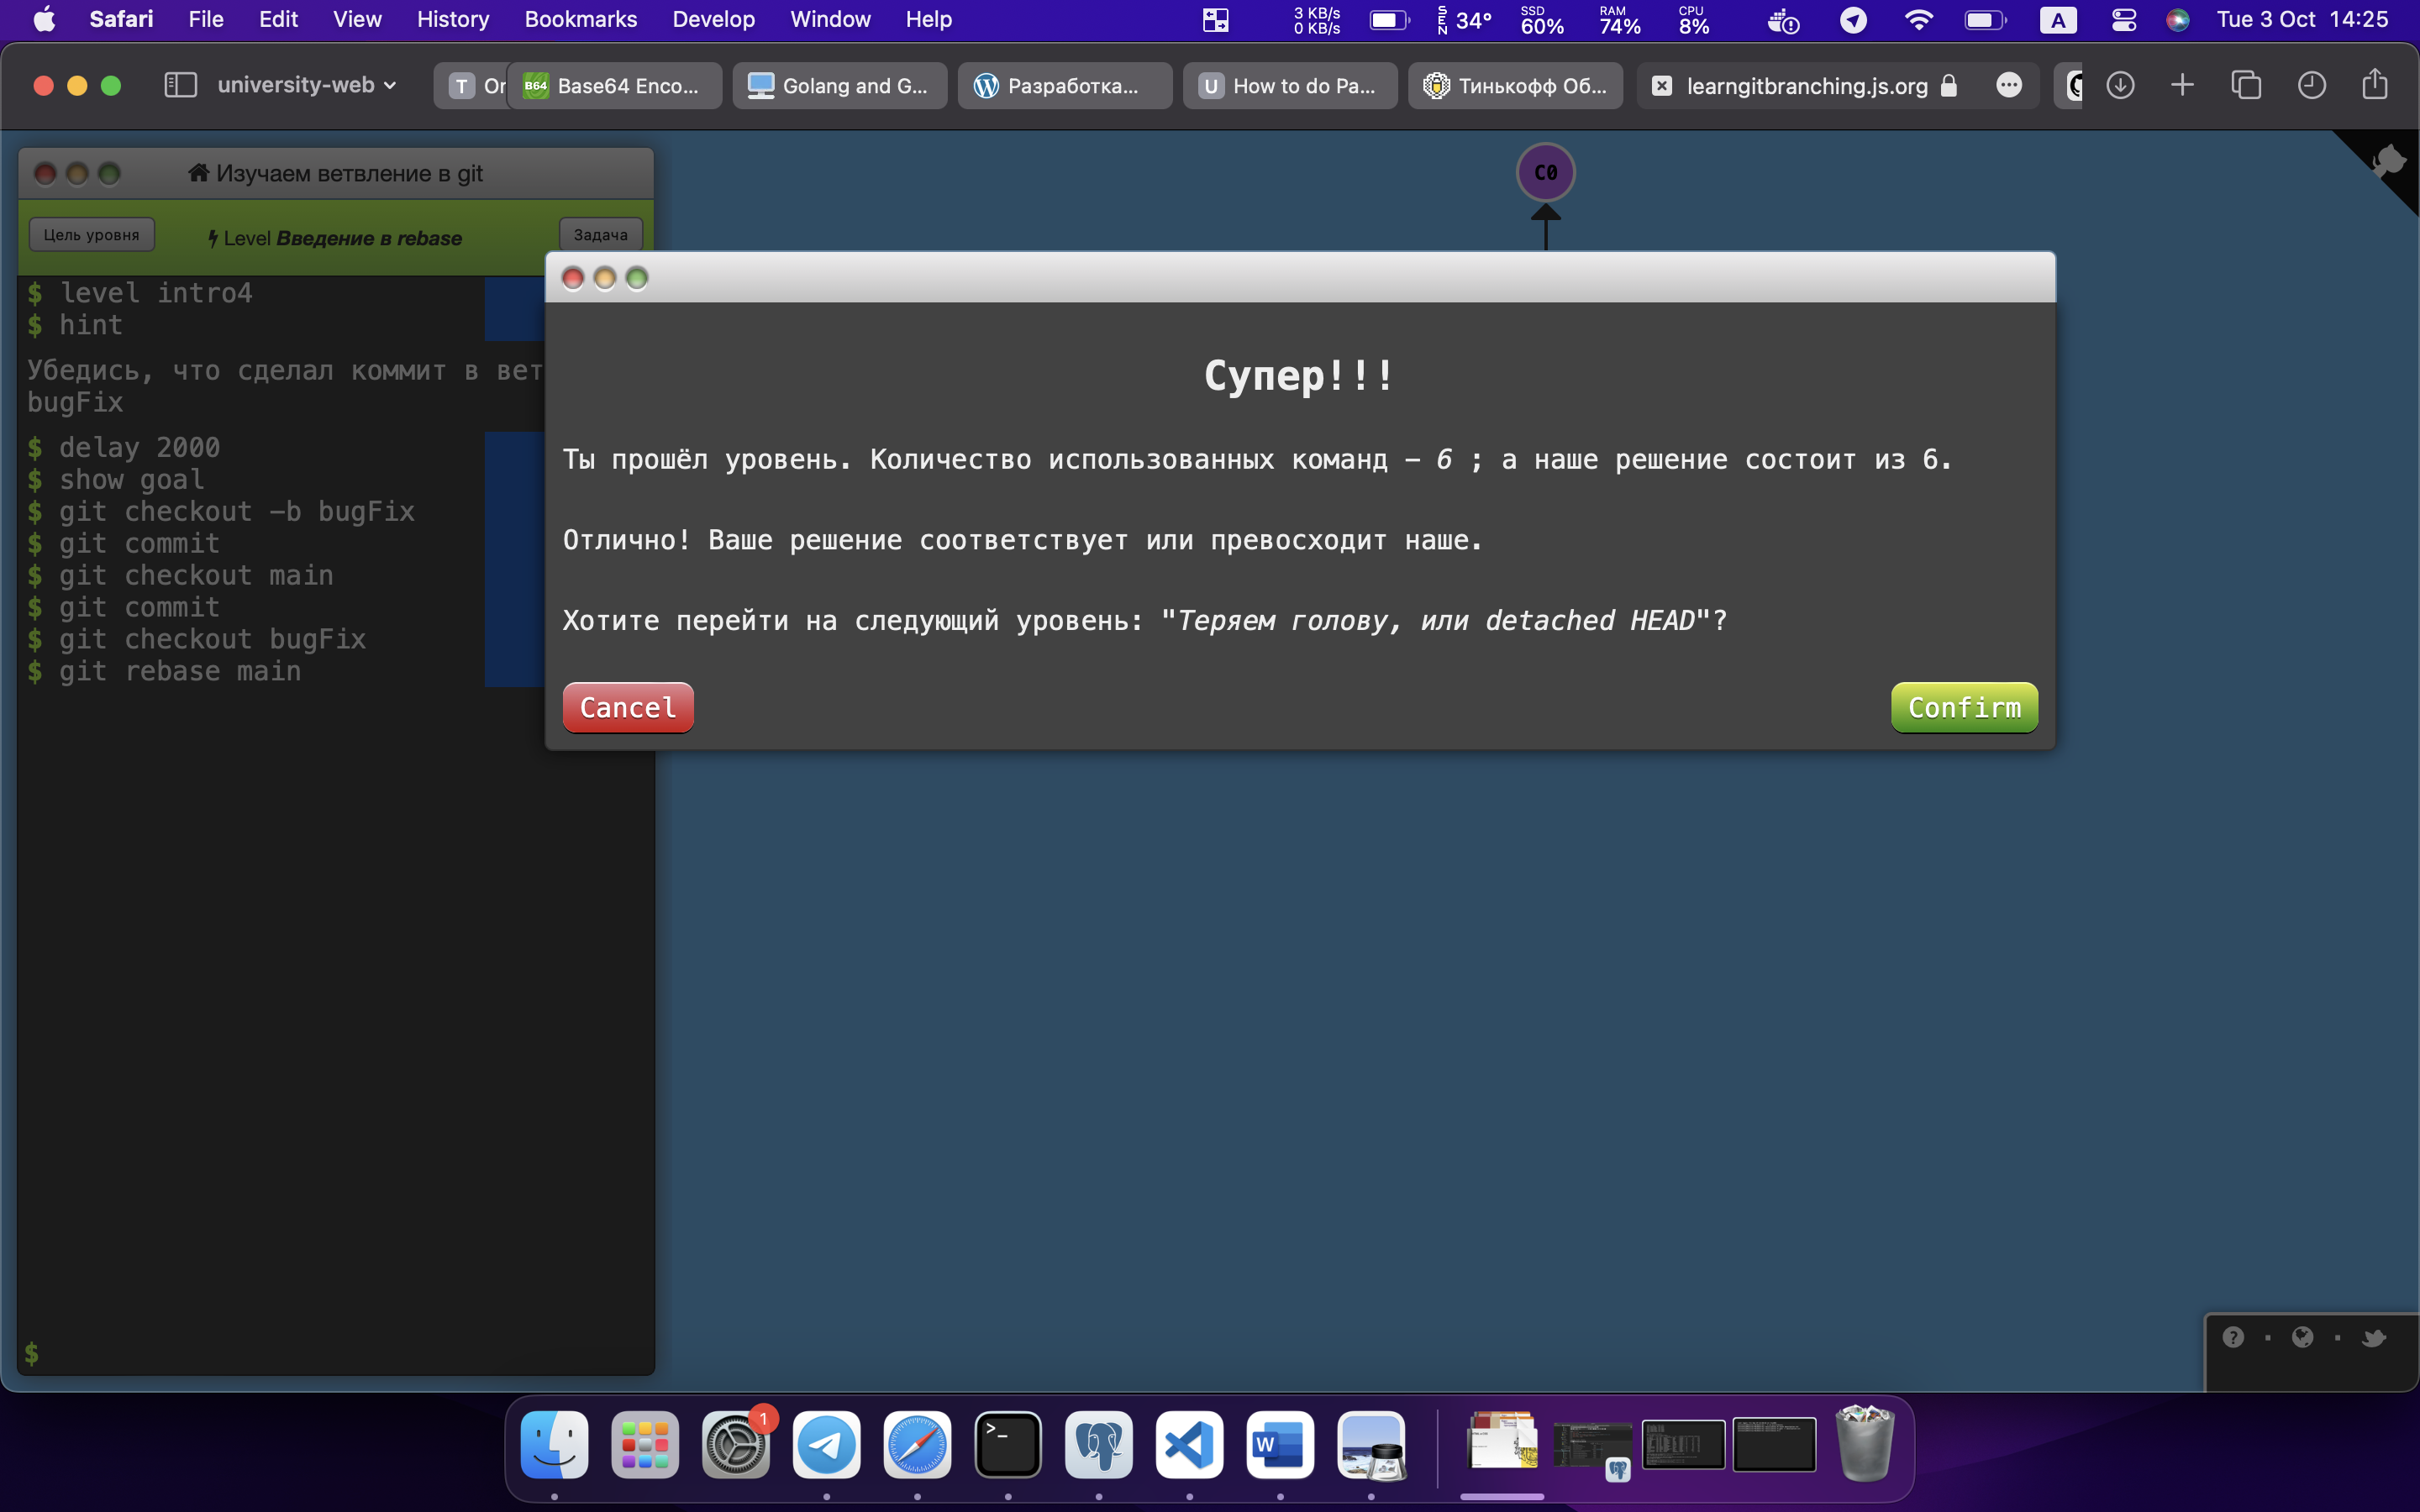 Safari File Edit View History Bookmarks Develop Window Help
3 KB/s
0 KB/s
SEN 34°
SSD
60%
RAM
74%
CPU
8%
A
Tue 3 Oct 14:25
university-web
T Or
B64 Base64 Enco...
Golang and G...
Разработка...
U How to do Pa...
Тинькофф Об...
learngitbranching.js.org
Изучаем ветвление в git
Цель уровня
Level Введение в rebase
Задача
$ level intro4
$ hint
Убедись, что сделал коммит в вет
bugFix
$ delay 2000
$ show goal
$ git checkout -b bugFix
$ git commit
$ git checkout main
$ git commit
$ git checkout bugFix
$ git rebase main
$
C0
Супер!!!
Ты прошёл уровень. Количество использованных команд – 6 ; а наше решение состоит из 6.
Отлично! Ваше решение соответствует или превосходит наше.
Хотите перейти на следующий уровень: "Теряем голову, или detached HEAD"?
Cancel
Confirm
?
1
>_
W